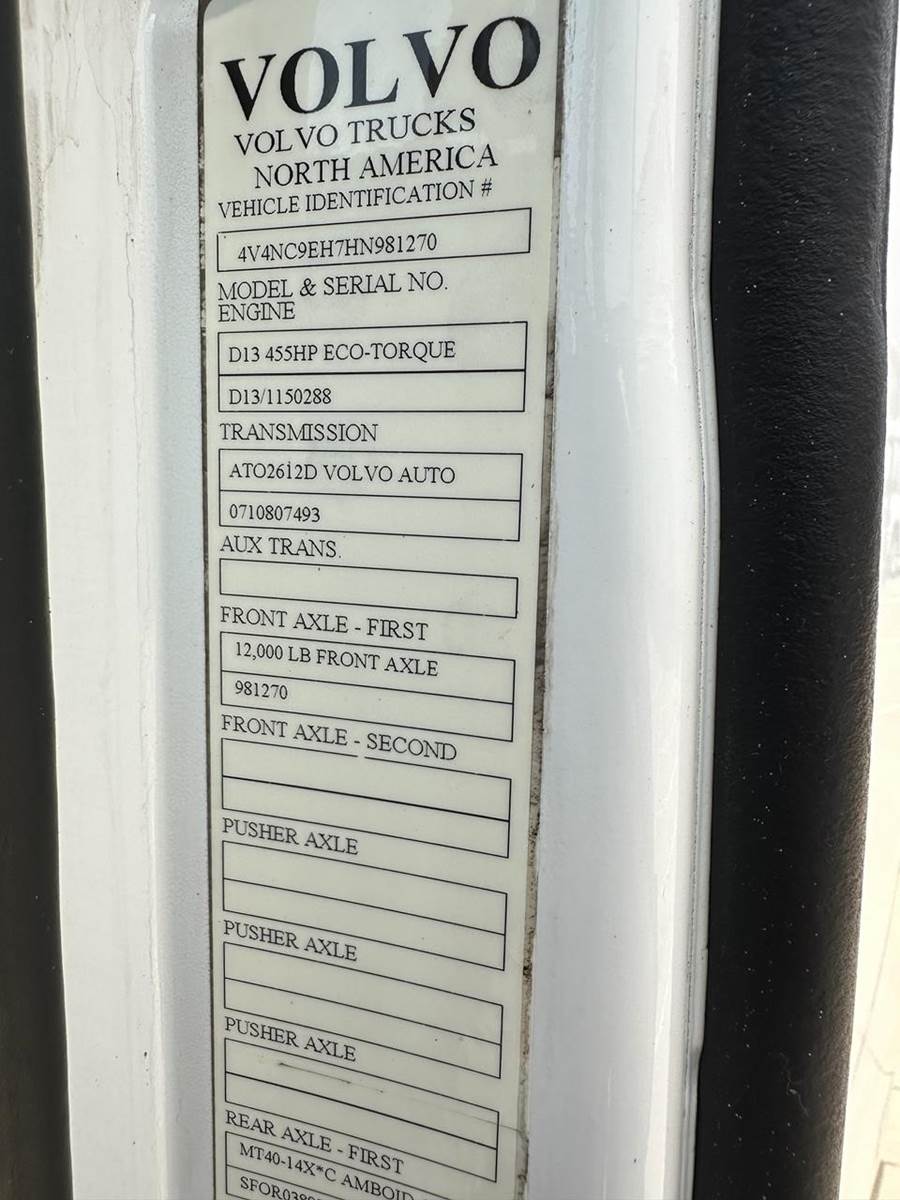 VOLVO
VOLVO TRUCKS
NORTH AMERICA
VEHICLE IDENTIFICATION #
4V4NC9EH7HN981270
MODEL & SERIAL NO.
ENGINE
D13 455HP ECO-TORQUE
D13/1150288
TRANSMISSION
ATO2612D VOLVO AUTO
0710807493
AUX TRANS.
FRONT AXLE - FIRST
12,000 LB FRONT AXLE
981270
FRONT AXLE - SECOND
PUSHER AXLE
PUSHER AXLE
PUSHER AXLE
REAR AXLE - FIRST
MT40-14X*C AMBOID